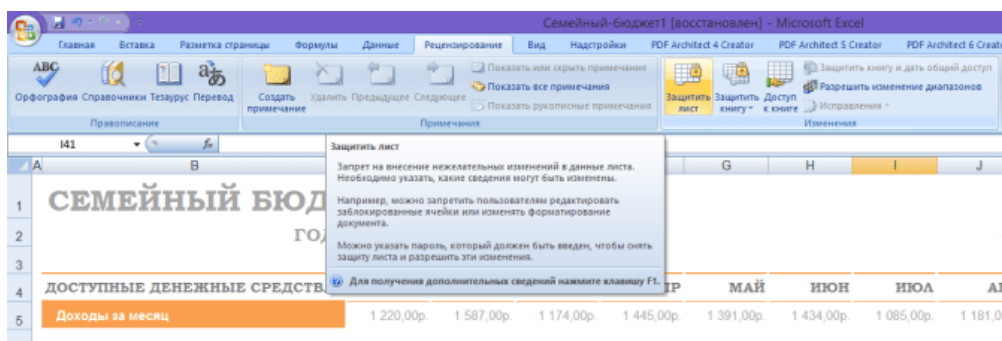 Семейный-бюджет1 [восстановлен] - Microsoft Excel
Главная Вставка Разметка страницы Формулы Данные Рецензирование Вид Надстройки PDF Architect 4 Creator PDF Architect 5 Creator PDF Architect 6 Creato
ABC
Орфография Справочники Тезаурус Перевод
Правописание
Создать примечание
Удалить Предыдущее Следующее
Показать или скрыть примечание
Показать все примечания
Показать рукописные примечания
Примечания
Защитить лист
Защитить книгу
Доступ к книге
Защитить книгу и дать общий доступ
Разрешить изменение диапазонов
Исправления
Изменения
I41 fx
Защитить лист
Запрет на внесение нежелательных изменений в данные листа.
Необходимо указать, какие сведения могут быть изменены.
Например, можно запретить пользователям редактировать
заблокированные ячейки или изменять форматирование
документа.
Можно указать пароль, который должен быть введен, чтобы снять
защиту листа и разрешить эти изменения.
Для получения дополнительных сведений нажмите клавишу F1.
A B G H I J
1 СЕМЕЙНЫЙ БЮД
2 ГО
3
4 ДОСТУПНЫЕ ДЕНЕЖНЫЕ СРЕДСТВ Р МАЙ ИЮН ИЮЛ А
5 Доходы за месяц 1 220,00р. 1 587,00р. 1 174,00р. 1 445,00р. 1 391,00р. 1 434,00р. 1 085,00р. 1 181,0